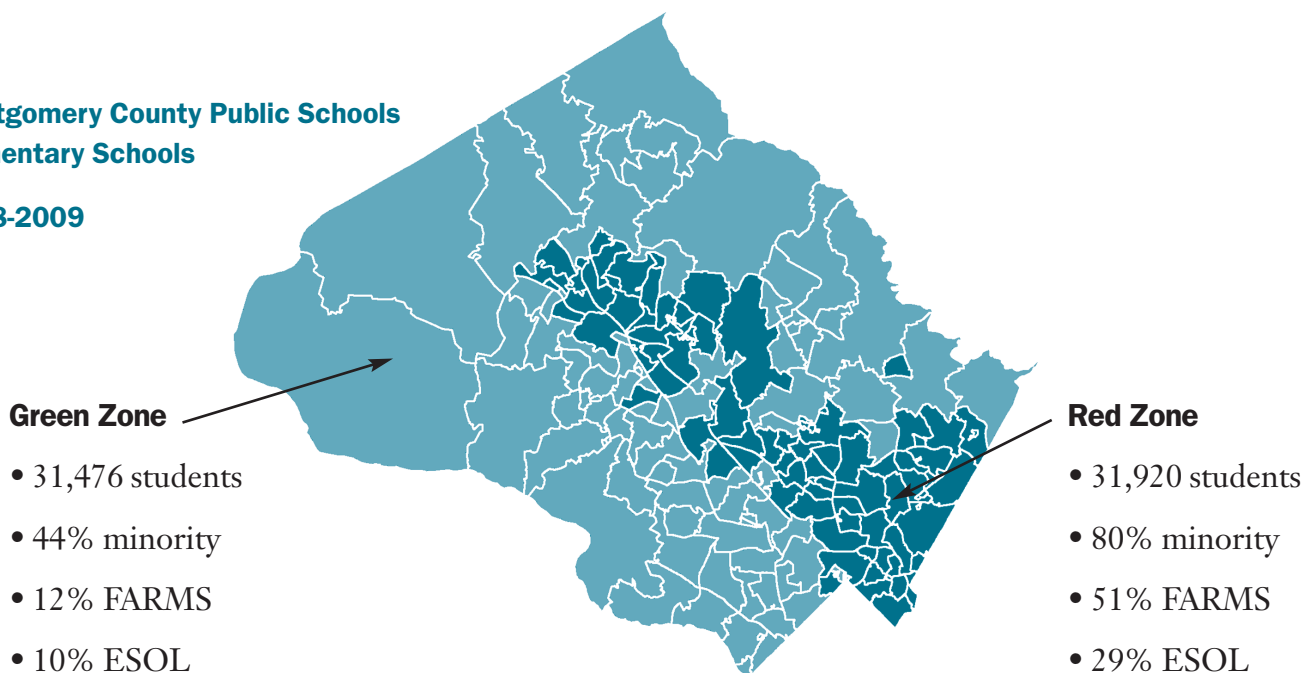 tgomery County Public Schools
entary Schools
-2009
Green Zone
• 31,476 students
• 44% minority
• 12% FARMS
• 10% ESOL
Red Zone
• 31,920 students
• 80% minority
• 51% FARMS
• 29% ESOL